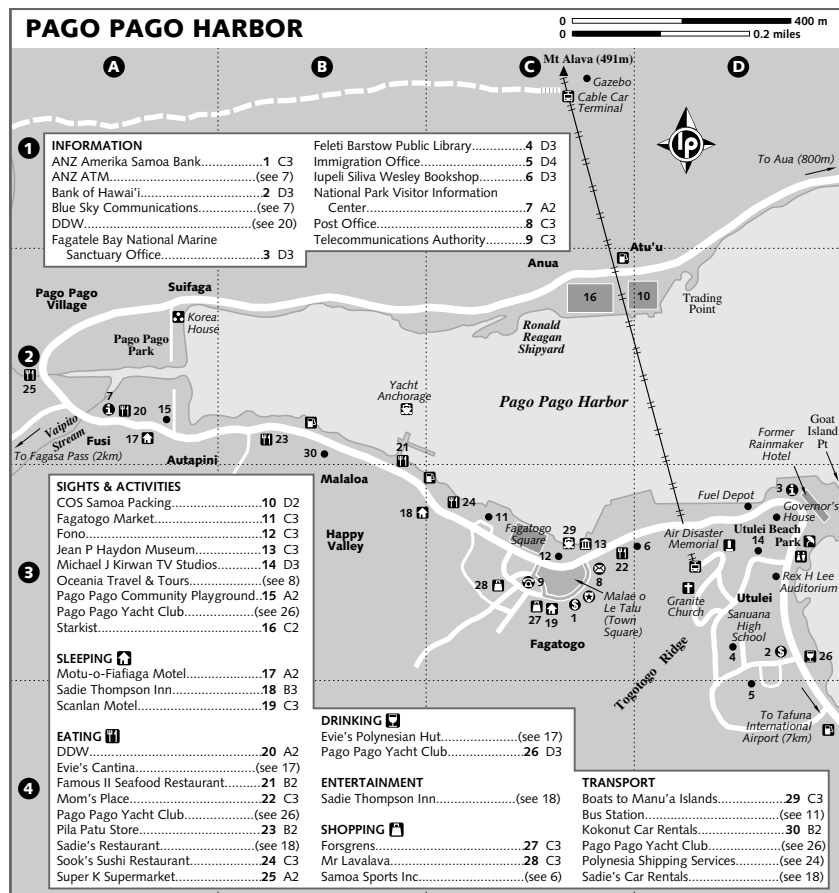 PAGO PAGO HARBOR
0 400 m
0 0.2 miles
A
B
C
D
Mt Alava (491m)
Gazebo
Cable Car
Terminal
1
lp
To Aua (800m)
INFORMATION
ANZ Amerika Samoa Bank....................1 C3
ANZ ATM.......................................(see 7)
Bank of Hawai'i................................2 D3
Blue Sky Communications...............(see 7)
DDW.............................................(see 20)
Fagatele Bay National Marine
Sanctuary Office..........................3 D3
Feleti Barstow Public Library............4 D3
Immigration Office..........................5 D4
Iupeli Siliva Wesley Bookshop..........6 D3
National Park Visitor Information
Center........................................7 A2
Post Office.....................................8 C3
Telecommunications Authority.........9 C3
Atu'u
Anua
Pago Pago
Village
Suifaga
16
10
Trading
Point
Korea
House
Pago Pago
Park
Ronald
Reagan
Shipyard
2
25
7
20
15
Yacht
Anchorage
Pago Pago Harbor
Goat
Island
Pt
Former
Rainmaker
Hotel
Vaipito
Stream
Fusi
17
To Fagasa Pass (2km)
Autapini
23
30
21
Malaloa
SIGHTS & ACTIVITIES
COS Samoa Packing........................10 D2
Fagatogo Market............................11 C3
Fono..............................................12 C3
Jean P Haydon Museum..................13 C3
Michael J Kirwan TV Studios...........14 D3
Oceania Travel & Tours.................(see 8)
Pago Pago Community Playground..15 A2
Pago Pago Yacht Club..................(see 26)
Starkist..........................................16 C2
3
18
24
11
Happy
Valley
Fagatogo
Square
29
13
12
6
22
8
28
9
27
19
1
Fagatogo
Malae o
Le Talu
(Town
Square)
Fuel Depot
3
Governor's
House
Air Disaster
Memorial
Utulei Beach
Park
14
Granite
Church
Utulei
Rex H Lee
Auditorium
Sanuana
High
School
4
2
26
5
Togotogo Ridge
To Tafuna
International
Airport (7km)
SLEEPING
Motu-o-Fiafiaga Motel...................17 A2
Sadie Thompson Inn......................18 B3
Scanlan Motel................................19 C3
4
EATING
DDW.............................................20 A2
Evie's Cantina..............................(see 17)
Famous II Seafood Restaurant........21 B2
Mom's Place..................................22 C3
Pago Pago Yacht Club..................(see 26)
Pila Patu Store...............................23 B2
Sadie's Restaurant........................(see 18)
Sook's Sushi Restaurant.................24 C3
Super K Supermarket.....................25 A2
DRINKING
Evie's Polynesian Hut...................(see 17)
Pago Pago Yacht Club....................26 D3
ENTERTAINMENT
Sadie Thompson Inn....................(see 18)
SHOPPING
Forsgrens.......................................27 C3
Mr Lavalava...................................28 C3
Samoa Sports Inc..........................(see 6)
TRANSPORT
Boats to Manu'a Islands.................29 C3
Bus Station..................................(see 11)
Kokonut Car Rentals......................30 B2
Pago Pago Yacht Club..................(see 26)
Polynesia Shipping Services..........(see 24)
Sadie's Car Rentals.......................(see 18)